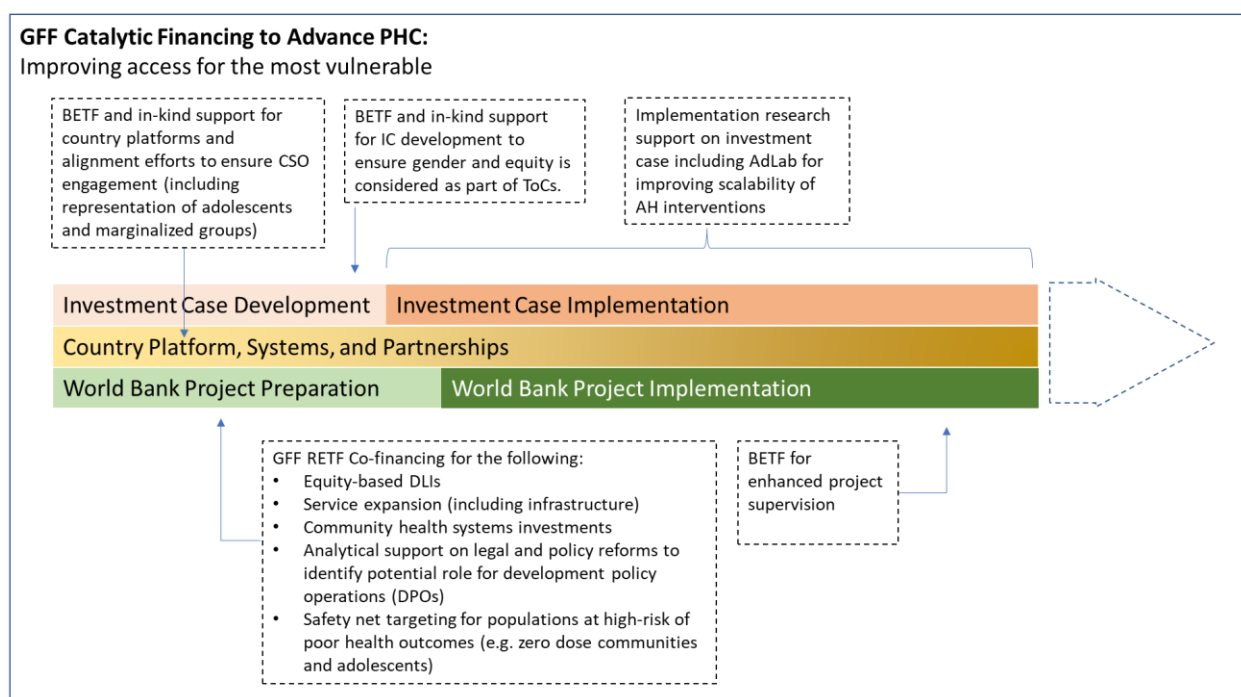 GFF Catalytic Financing to Advance PHC:
Improving access for the most vulnerable
BETF and in-kind support for
country platforms and
alignment efforts to ensure CSO
engagement (including
representation of adolescents
and marginalized groups)
BETF and in-kind support
for IC development to
ensure gender and equity is
considered as part of ToCs.
Implementation research
support on investment
case including AdLab for
improving scalability of
AH interventions
Investment Case Development
Investment Case Implementation
Country Platform, Systems, and Partnerships
World Bank Project Preparation
World Bank Project Implementation
GFF RETF Co-financing for the following:
• Equity-based DLIs
• Service expansion (including infrastructure)
• Community health systems investments
• Analytical support on legal and policy reforms to
identify potential role for development policy
operations (DPOs)
• Safety net targeting for populations at high-risk of
poor health outcomes (e.g. zero dose communities
and adolescents)
BETF for
enhanced project
supervision